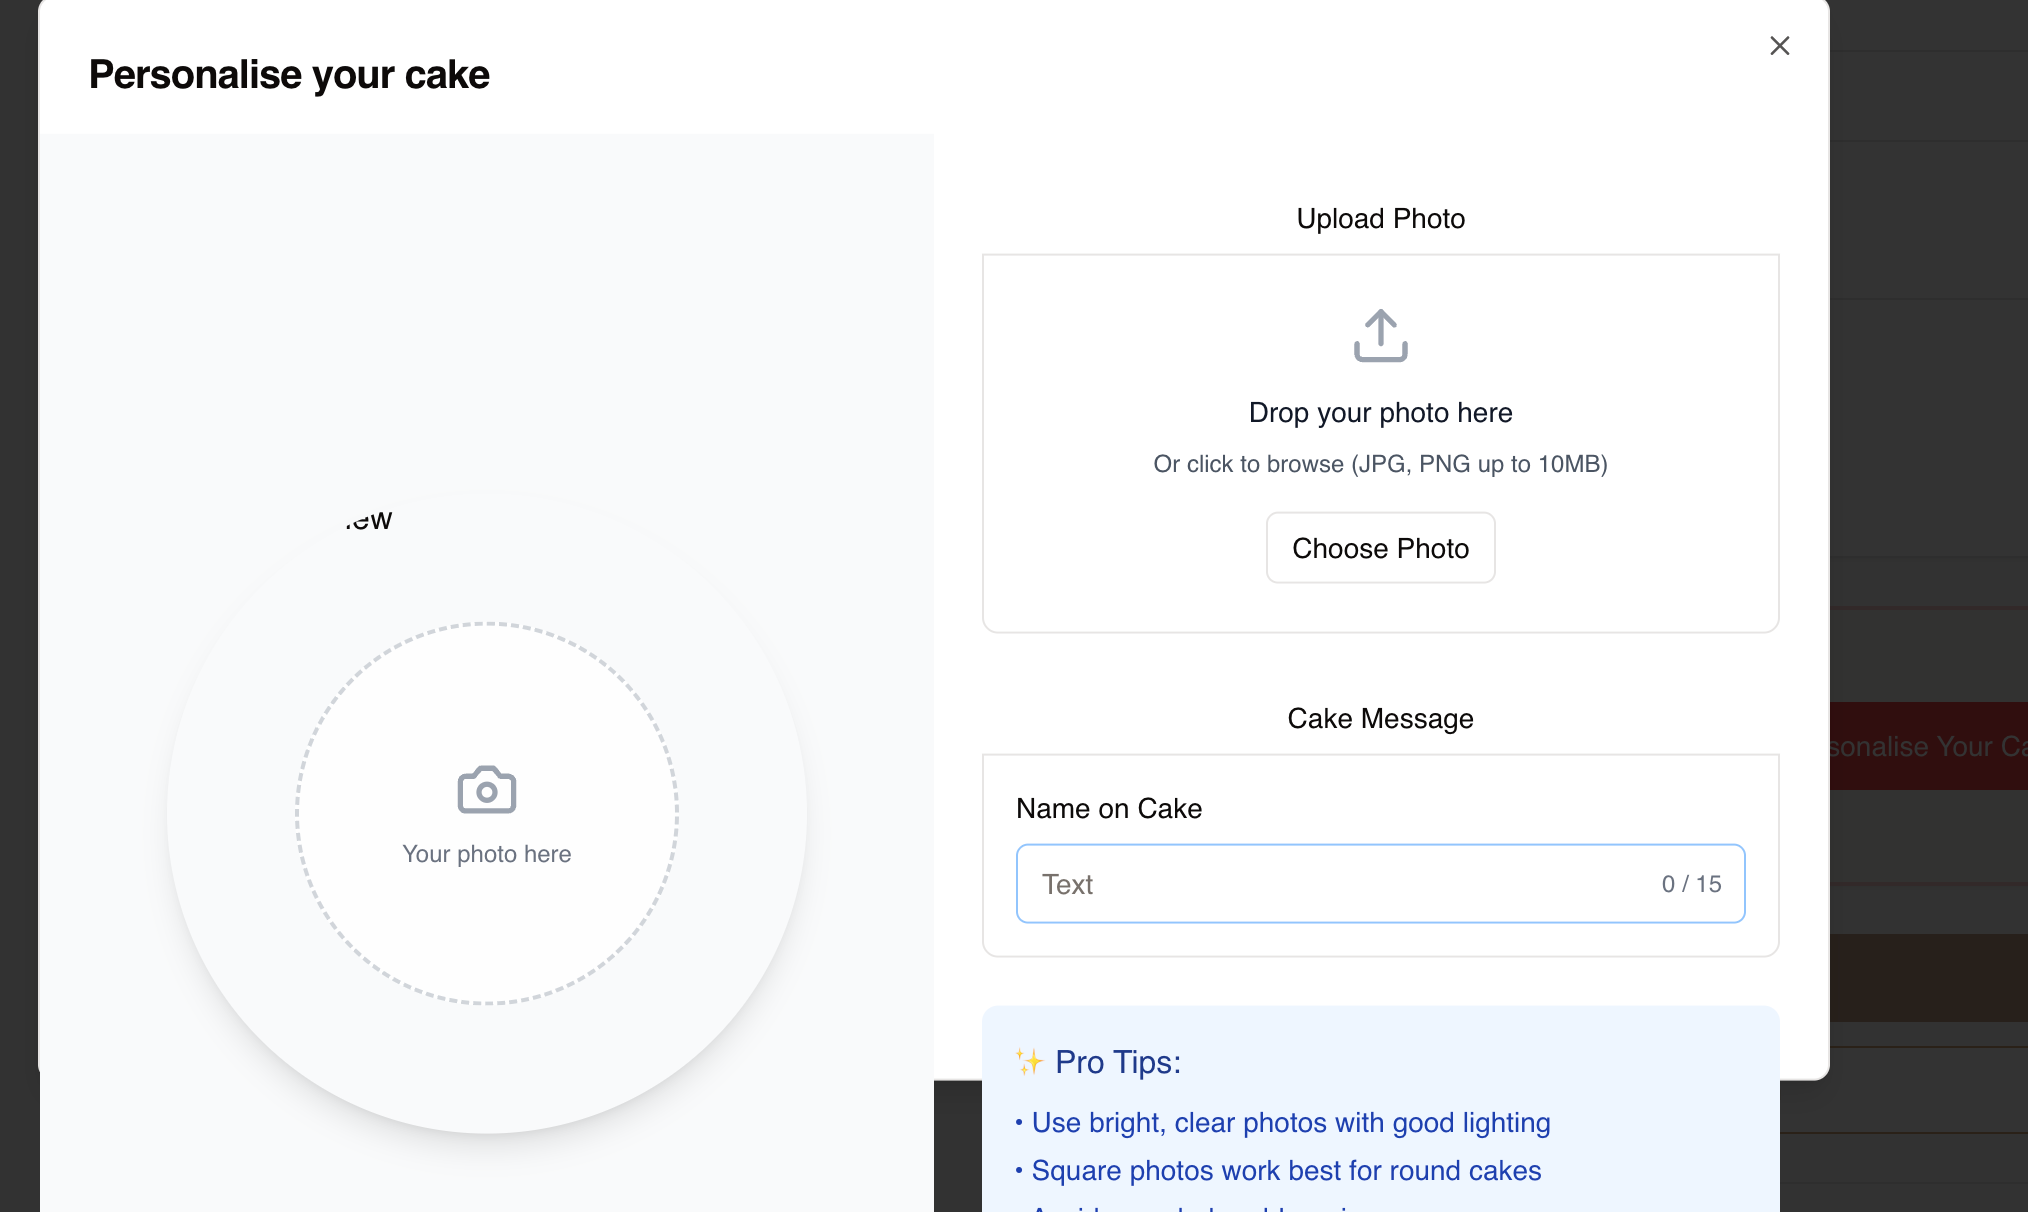 Personalise your cake
Upload Photo
Drop your photo here
Or click to browse (JPG, PNG up to 10MB)
Choose Photo
Your photo here
Cake Message
Name on Cake
Text
0 / 15
✨ Pro Tips:
• Use bright, clear photos with good lighting
• Square photos work best for round cakes
sonalise Your Ca